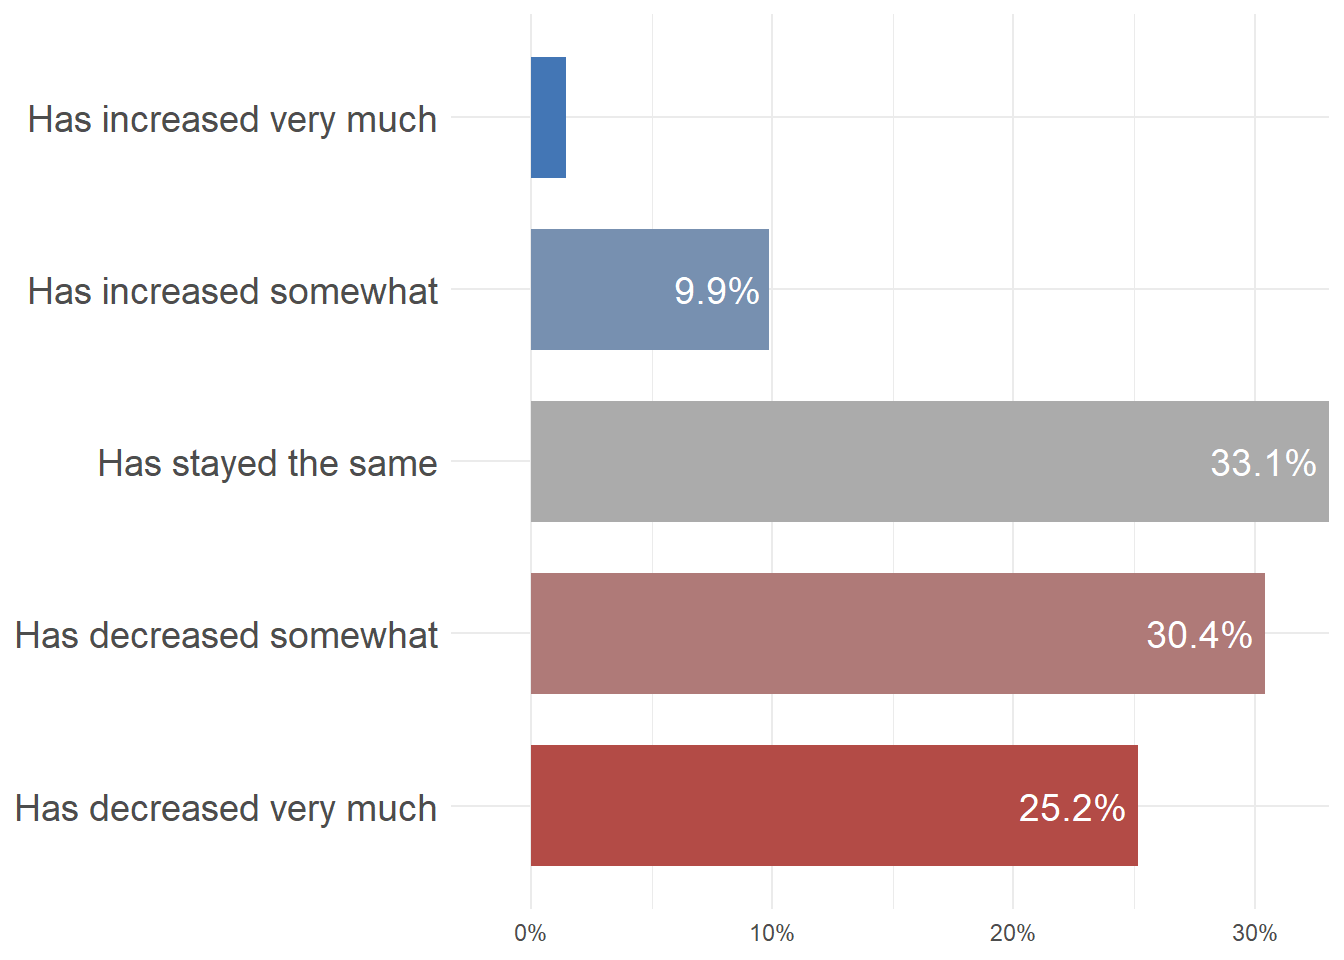 Has increased very much
Has increased somewhat
9.9%
Has stayed the same
33.1%
Has decreased somewhat
30.4%
Has decreased very much
25.2%
0%
10%
20%
30%